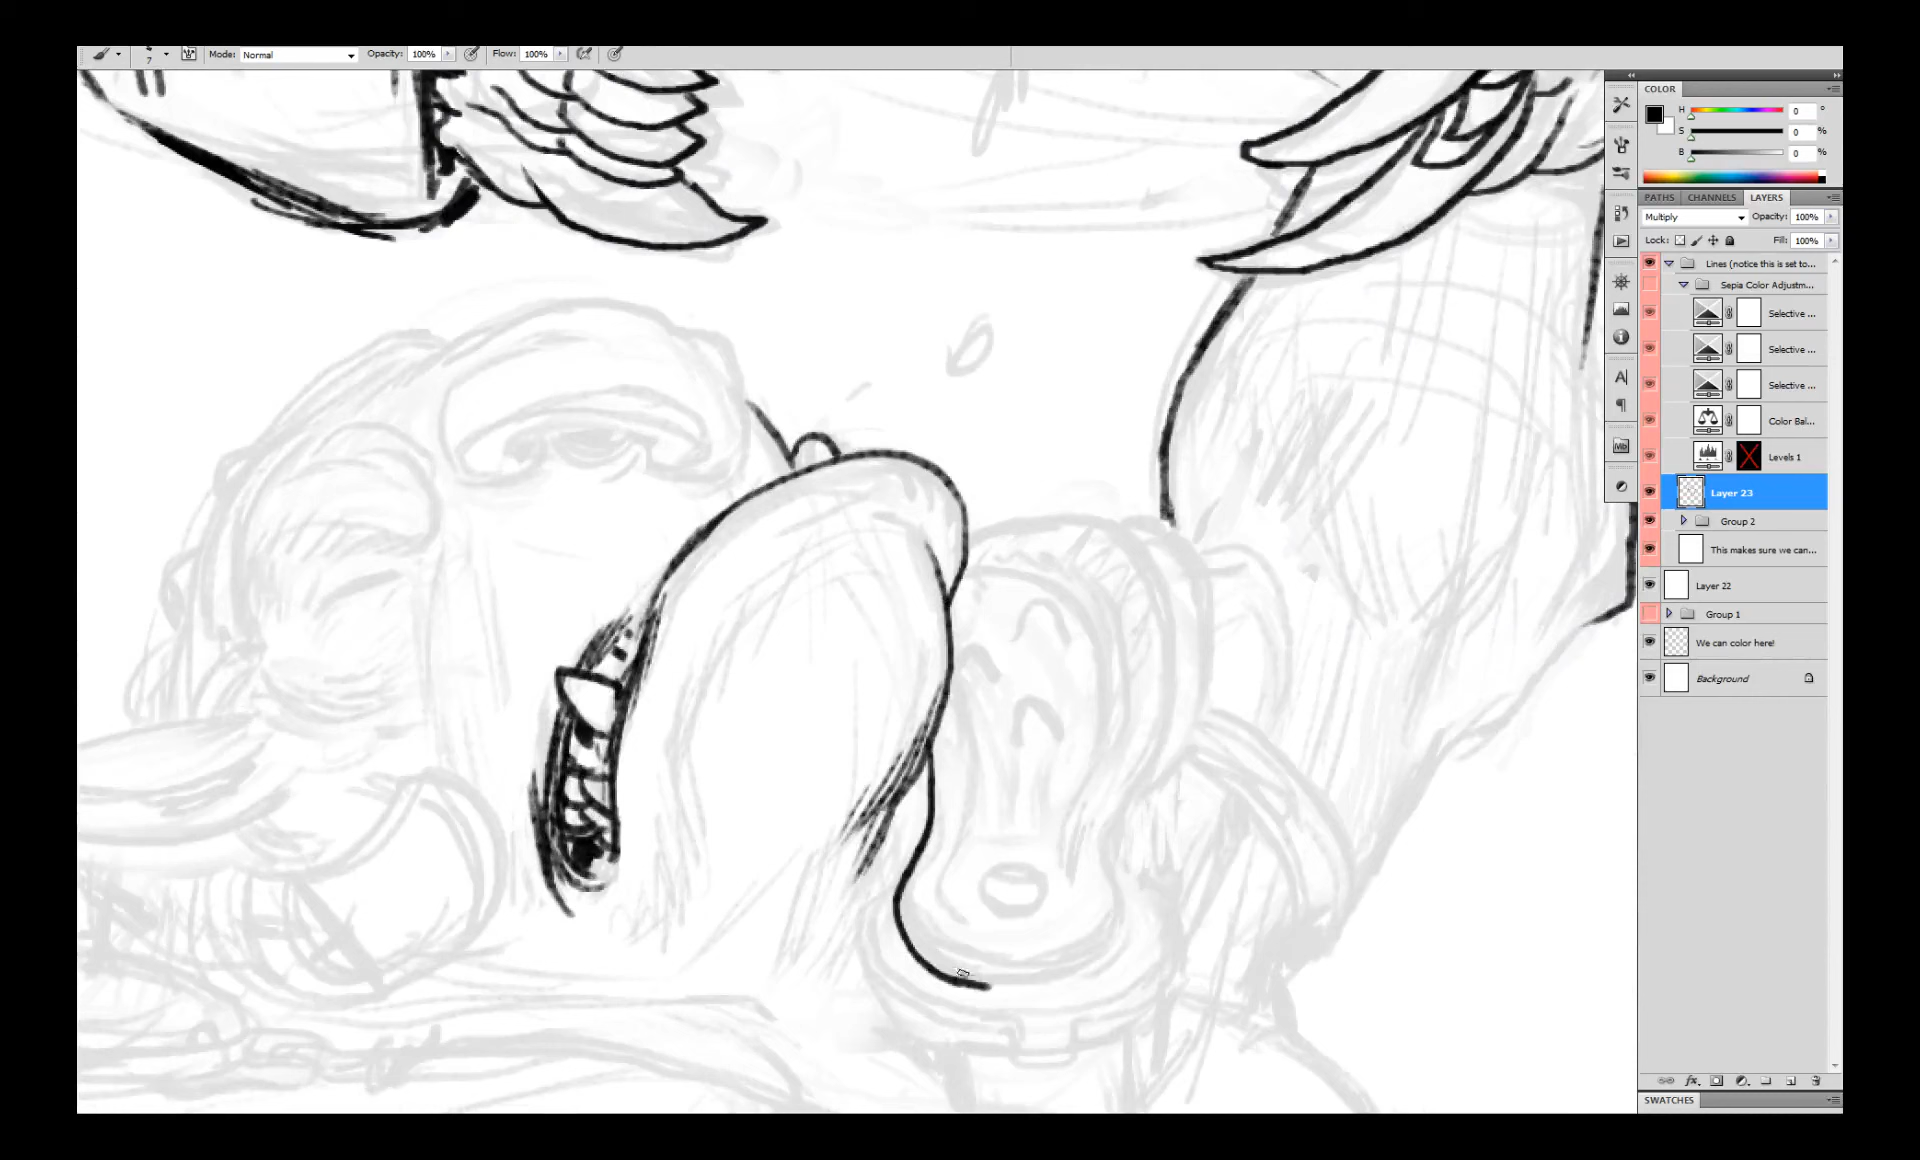 Mode: Normal Opacity: 100% Flow: 100%
7
COLOR
H 0 °
S 0 %
B 0 %
PATHS CHANNELS LAYERS
Multiply Opacity: 100%
Lock: Fill: 100%
Lines (notice this is set to...
Sepia Color Adjustm...
Selective ...
Selective ...
Selective ...
Color Bal...
Levels 1
Layer 23
Group 2
This makes sure we can...
Layer 22
Group 1
We can color here!
Background
SWATCHES